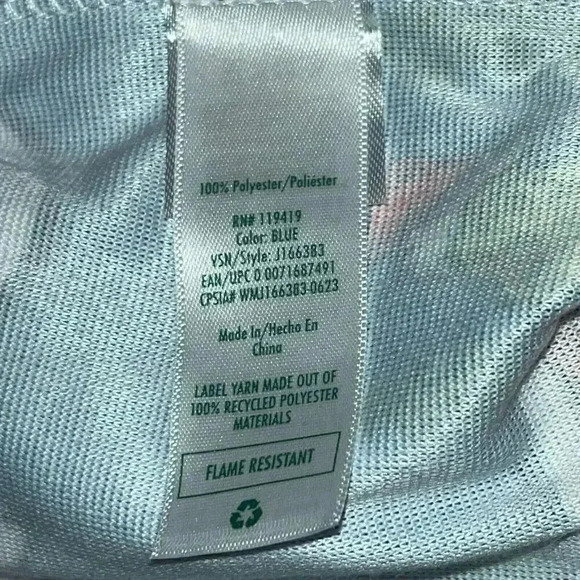 100% Polyester/Poliéster
RN# 119419
Color: BLUE
VSN/Style: J166383
EAN/UPC 0 0071687491
CPSIA# WMJ166383-0623
Made In/Hecho En
China
LABEL YARN MADE OUT OF
100% RECYCLED POLYESTER
MATERIALS
FLAME RESISTANT